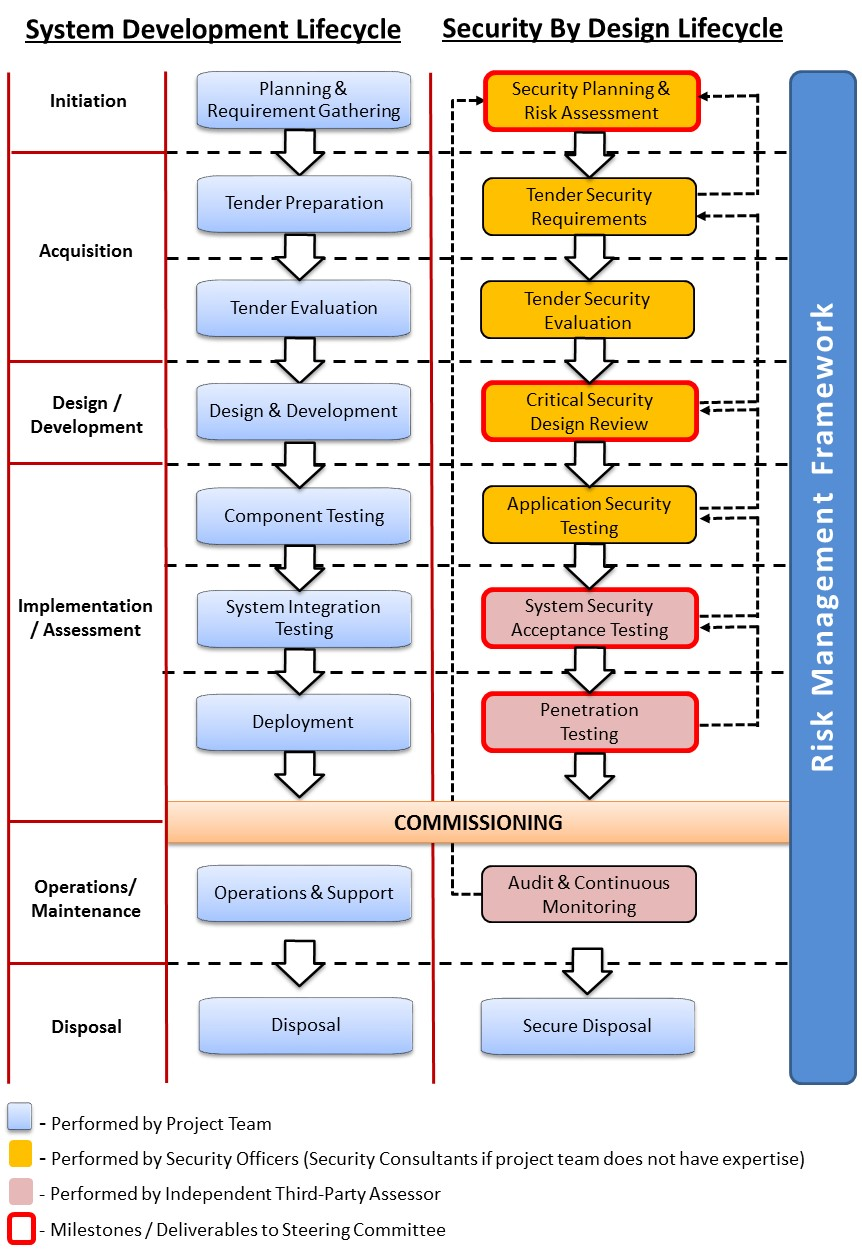 System Development Lifecycle
Security By Design Lifecycle
Initiation
Planning &
Requirement Gathering
Security Planning &
Risk Assessment
Acquisition
Tender Preparation
Tender Security
Requirements
Tender Evaluation
Tender Security
Evaluation
Design /
Development
Design & Development
Critical Security
Design Review
Implementation
/ Assessment
Component Testing
Application Security
Testing
System Integration
Testing
System Security
Acceptance Testing
Deployment
Penetration
Testing
COMMISSIONING
Operations/
Maintenance
Operations & Support
Audit & Continuous
Monitoring
Disposal
Disposal
Secure Disposal
Risk Management Framework
- Performed by Project Team
- Performed by Security Officers (Security Consultants if project team does not have expertise)
- Performed by Independent Third-Party Assessor
- Milestones / Deliverables to Steering Committee